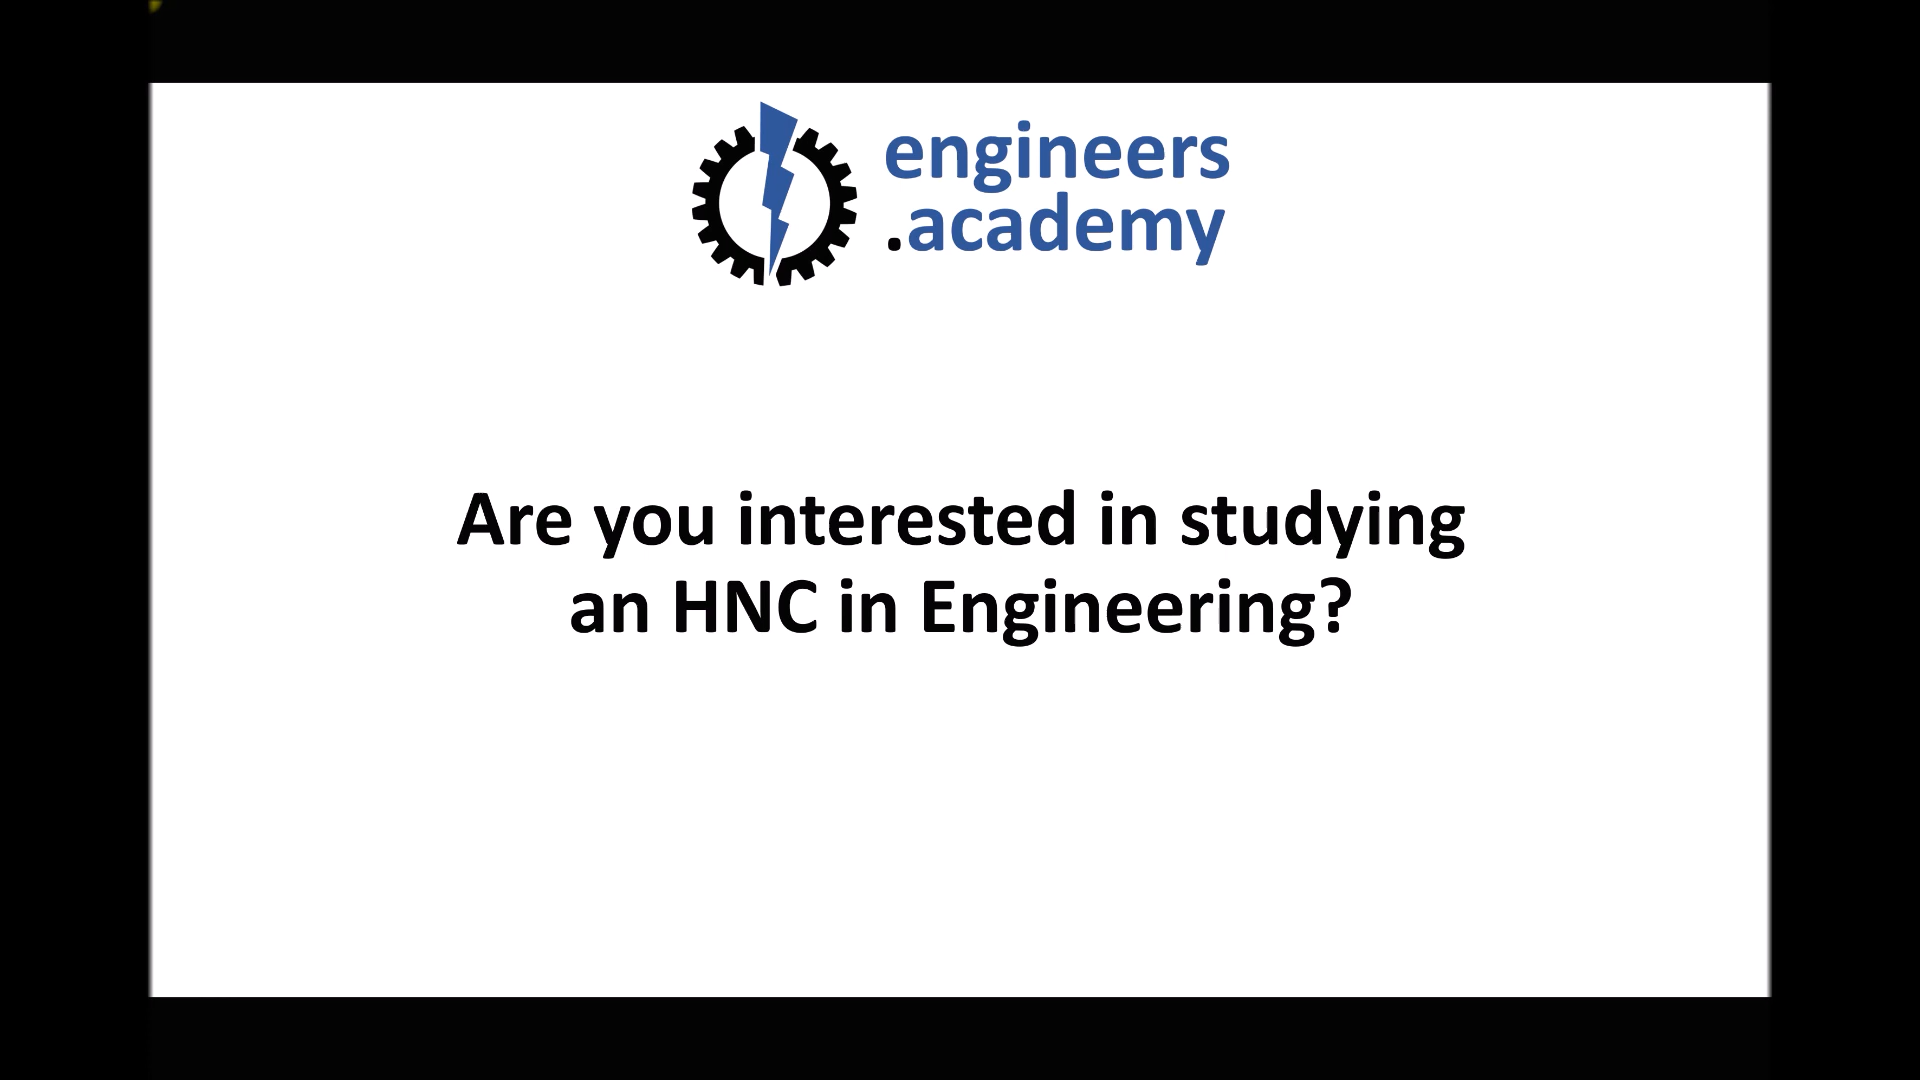 engineers
.academy
Are you interested in studying
an HNC in Engineering?